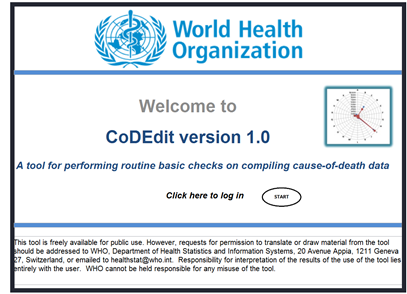 World Health
Organization
Welcome to
CoDEdit version 1.0
A tool for performing routine basic checks on compiling cause-of-death data
Click here to log in
START
This tool is freely available for public use. However, requests for permission to translate or draw material from the tool
should be addressed to WHO, Department of Health Statistics and Information Systems, 20 Avenue Appia, 1211 Geneva
27, Switzerland, or emailed to healthstat@who.int. Responsibility for interpretation of the results of the use of the tool lies
entirely with the user. WHO cannot be held responsible for any misuse of the tool.